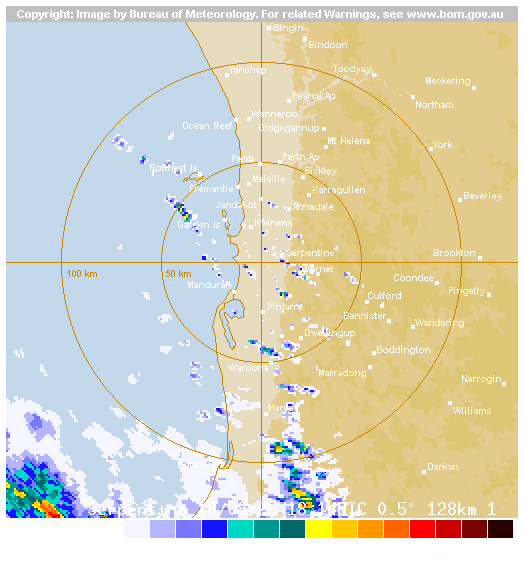 Copyright: Image by Bureau of Meteorology. For related Warnings, see www.bom.gov.au
Gingin
Bindoon
Yanchep
Toodyay
Meckering
Pearce Ap
Northam
Wanneroo
Ocean Reef
Gidgegannup
Mt Helena
York
Perth
Perth Ap
Rottnest Is
Bickley
Melville
Fremantle
Karragullen
Beverley
Jandakot
Armadale
Garden Is
Kwinana
Serpentine
Brookton
100 km
50 km
Coondee
Mandurah
Pingelly
Culford
Pinjarra
Bannister
Wandering
Dwellingup
Boddington
Waroona
Marradong
Narrogin
Harvey
Williams
Darkan
0.5° 128km 1